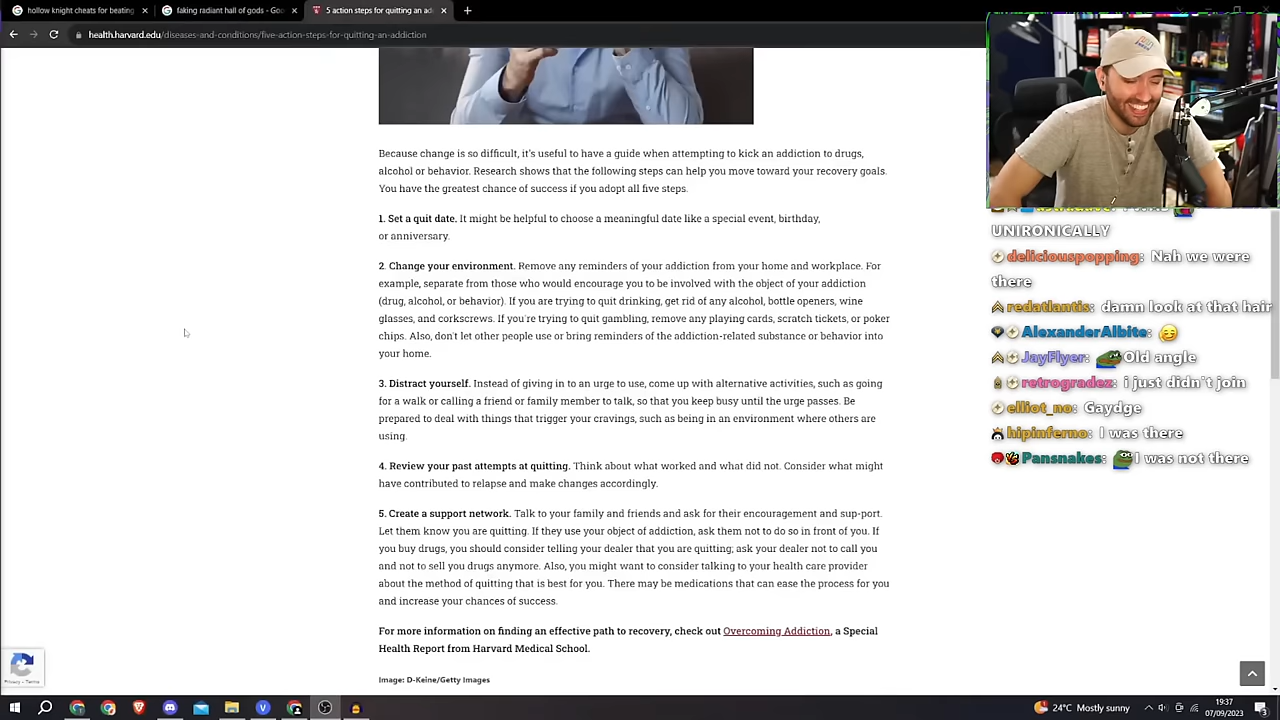 hollow knight cheats for beating
faking radiant hall of gods - Goo
5 action steps for quitting an ad
health.harvard.edu/diseases-and-conditions/five-action-steps-for-quitting-an-addiction
Because change is so difficult, it's useful to have a guide when attempting to kick an addiction to drugs,
alcohol or behavior. Research shows that the following steps can help you move toward your recovery goals.
You have the greatest chance of success if you adopt all five steps.
1. Set a quit date. It might be helpful to choose a meaningful date like a special event, birthday,
or anniversary.
2. Change your environment. Remove any reminders of your addiction from your home and workplace. For
example, separate from those who would encourage you to be involved with the object of your addiction
(drug, alcohol, or behavior). If you are trying to quit drinking, get rid of any alcohol, bottle openers, wine
glasses, and corkscrews. If you're trying to quit gambling, remove any playing cards, scratch tickets, or poker
chips. Also, don't let other people use or bring reminders of the addiction-related substance or behavior into
your home.
3. Distract yourself. Instead of giving in to an urge to use, come up with alternative activities, such as going
for a walk or calling a friend or family member to talk, so that you keep busy until the urge passes. Be
prepared to deal with things that trigger your cravings, such as being in an environment where others are
using.
4. Review your past attempts at quitting. Think about what worked and what did not. Consider what might
have contributed to relapse and make changes accordingly.
5. Create a support network. Talk to your family and friends and ask for their encouragement and sup-port.
Let them know you are quitting. If they use your object of addiction, ask them not to do so in front of you. If
you buy drugs, you should consider telling your dealer that you are quitting; ask your dealer not to call you
and not to sell you drugs anymore. Also, you might want to consider talking to your health care provider
about the method of quitting that is best for you. There may be medications that can ease the process for you
and increase your chances of success.
For more information on finding an effective path to recovery, check out Overcoming Addiction, a Special
Health Report from Harvard Medical School.
Image: D-Keine/Getty Images
Privacy - Terms
UNIRONICALLY
deliciouspopping: Nah we were
there
redatlantis: damn look at that hair
AlexanderAlbite:
JayFlyer: Old angle
retrogradez: i just didn't join
elliot_no: Gaydge
hipinferno: I was there
Pansnakes: I was not there
24°C Mostly sunny
19:37
07/09/2023
3